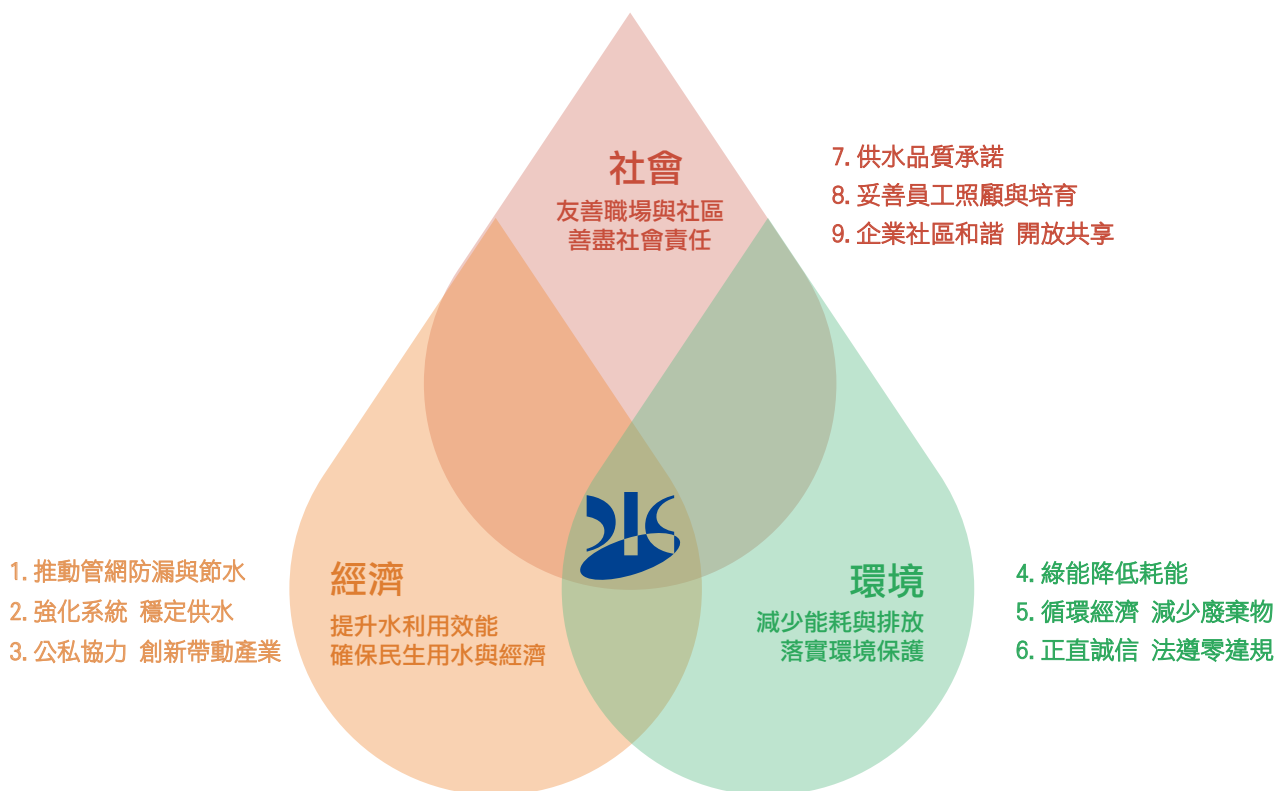 社會
友善職場與社區
善盡社會責任
7. 供水品質承諾
8. 妥善員工照顧與培育
9. 企業社區和諧 開放共享
經濟
提升水利用效能
確保民生用水與經濟
1. 推動管網防漏與節水
2. 強化系統 穩定供水
3. 公私協力 創新帶動產業
環境
減少能耗與排放
落實環境保護
4. 綠能降低耗能
5. 循環經濟 減少廢棄物
6. 正直誠信 法遵零違規